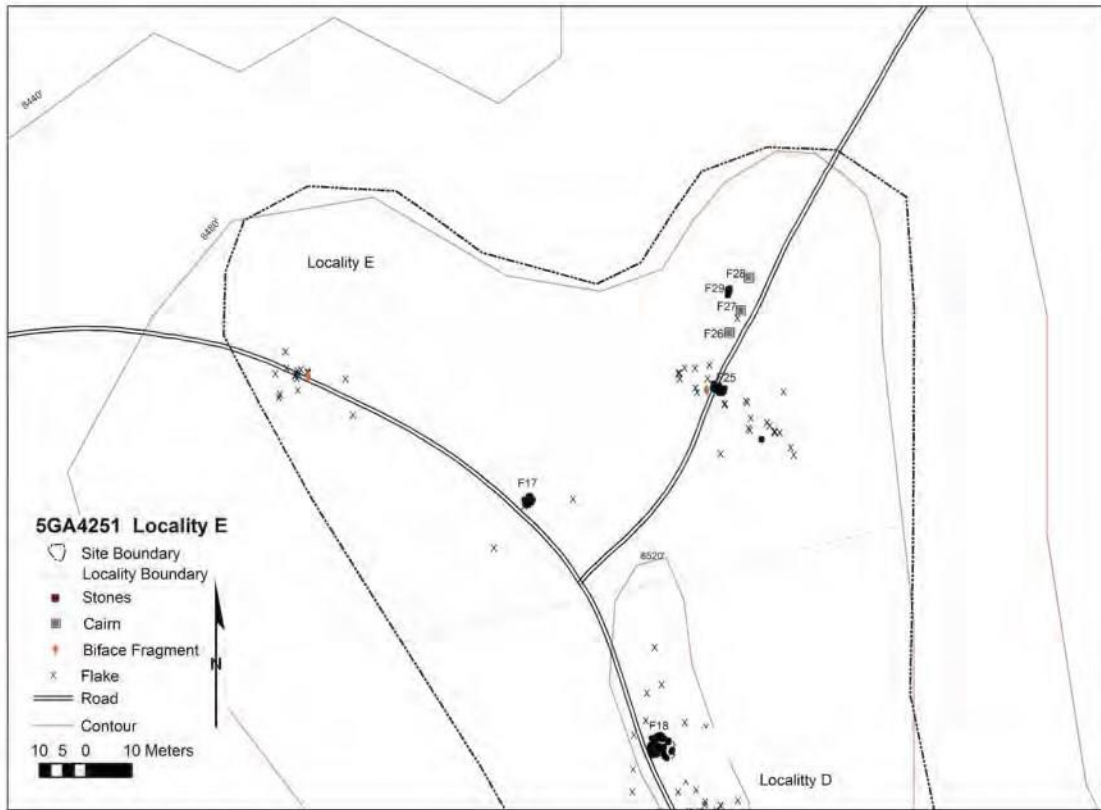 8440'
8480'
Locality E
F28
F29
F27
F26
F25
F17
5GA4251 Locality E
Site Boundary
Locality Boundary
Stones
Cairn
Biface Fragment
Flake
Road
Contour
N
10 5 0 10 Meters
8520'
F18
Localitty D